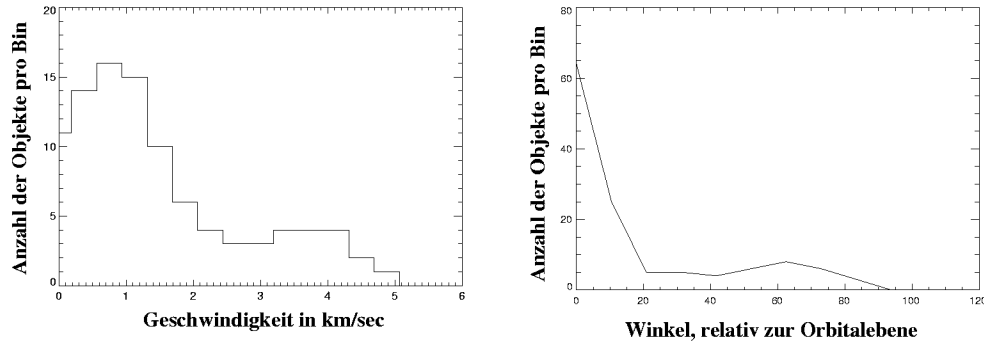 Anzahl der Objekte pro Bin
20
15
10
5
0
0 1 2 3 4 5 6
Geschwindigkeit in km/sec
Anzahl der Objekte pro Bin
80
60
40
20
0
0 20 40 60 80 100 120
Winkel, relativ zur Orbitalebene